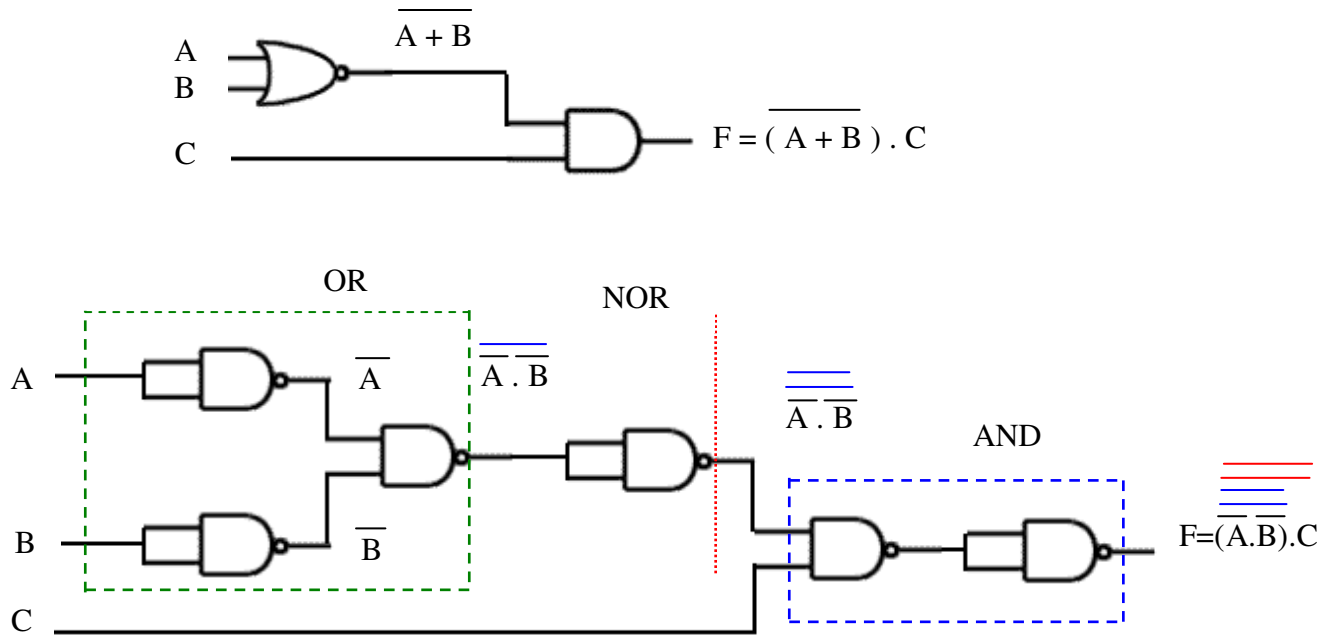 A + B
A
B
C
F = ( A + B ) . C
OR
NOR
A
A
A . B
A . B
AND
B
B
F=(A.B).C
C